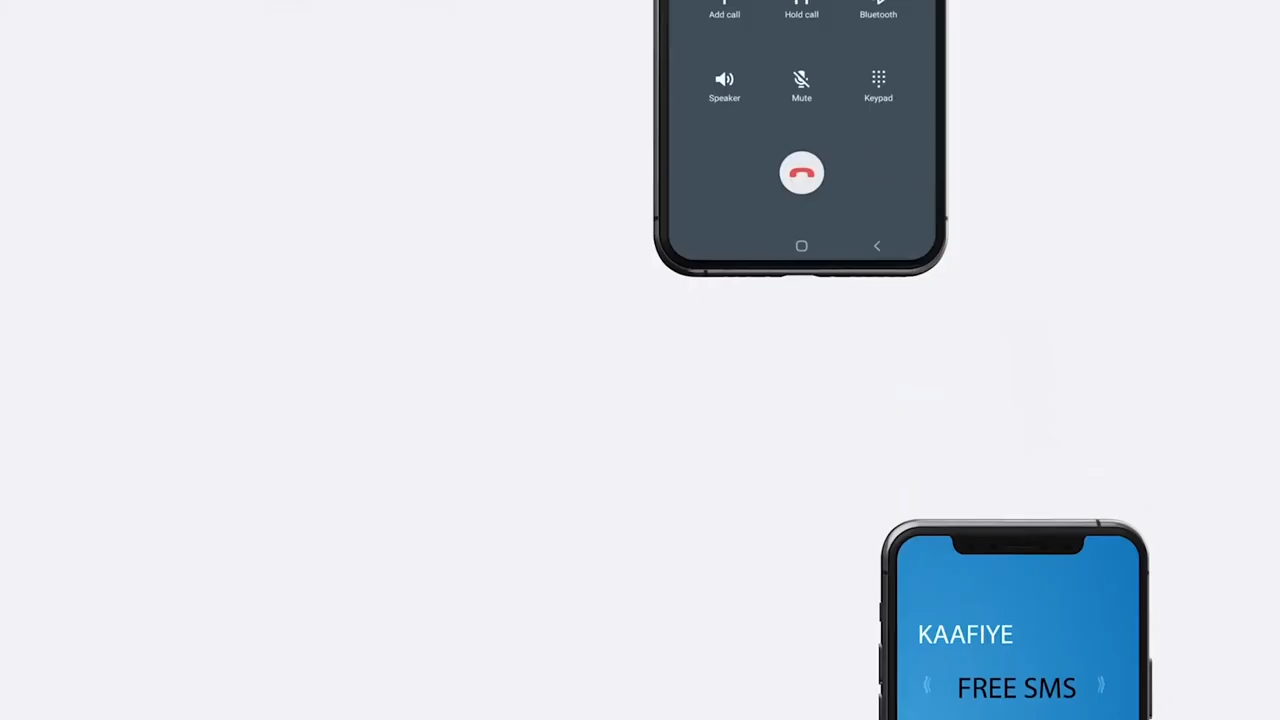 Add call Hold call Bluetooth
Speaker Mute Keypad
KAAFIYE
FREE SMS